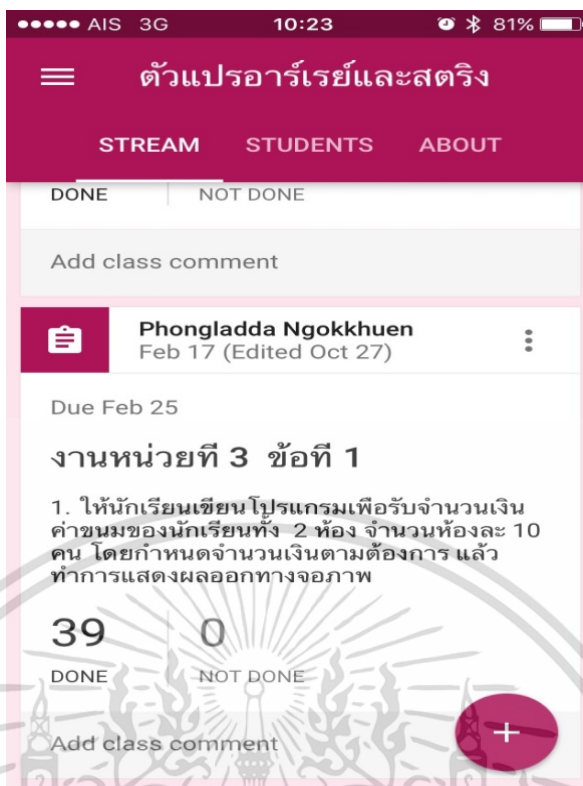 AIS 3G 10:23 81%
ตัวแปรอาร์เรย์และสตริง
STREAM STUDENTS ABOUT
DONE NOT DONE
Add class comment
Phongladda Ngokkhuen
Feb 17 (Edited Oct 27)
Due Feb 25
งานหน่วยที่ 3 ข้อที่ 1
1. ให้นักเรียนเขียนโปรแกรมเพื่อรับจำนวนเงิน
ค่าขนมของนักเรียนทั้ง 2 ห้อง จำนวนห้องละ 10
คน โดยกำหนดจำนวนเงินตามต้องการ แล้ว
ทำการแสดงผลออกทางจอภาพ
39 0
DONE NOT DONE
Add class comment